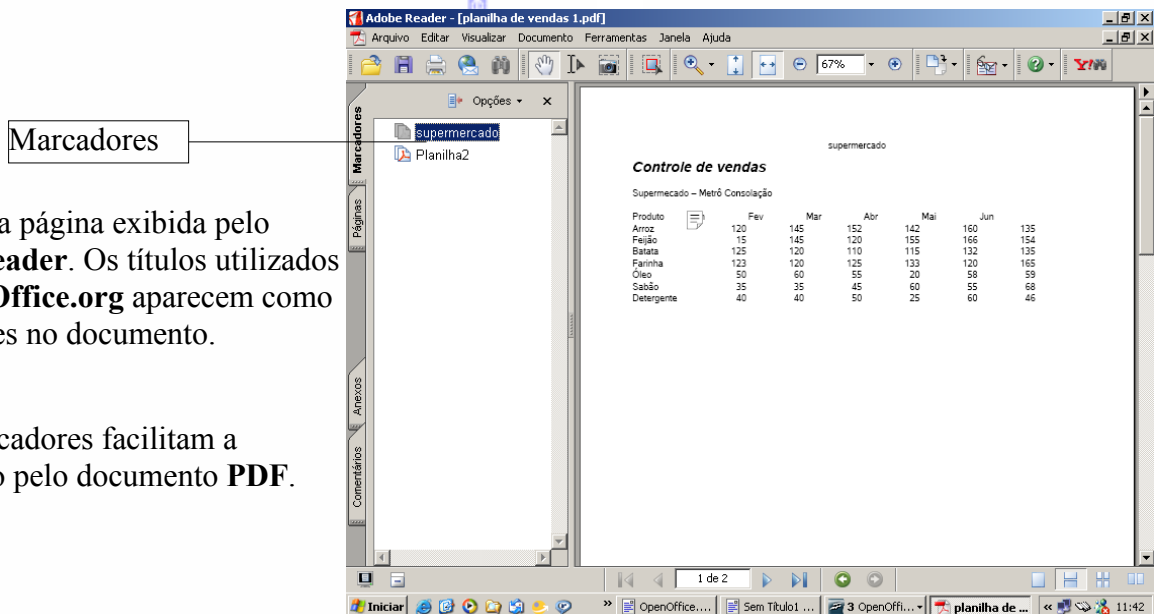 Marcadores
a página exibida pelo
eader. Os títulos utilizados
Office.org aparecem como
es no documento.
cadores facilitam a
o pelo documento PDF.
Adobe Reader - [planilha de vendas 1.pdf]
Arquivo Editar Visualizar Documento Ferramentas Janela Ajuda
67%
Y!
Marcadores
Páginas
Anexos
Comentários
Opções
supermercado
Planilha2
supermercado
Controle de vendas
Supermecado – Metrô Consolação
Produto Fev Mar Abr Mai Jun
Arroz 120 145 152 142 160 135
Feijão 15 145 120 155 166 154
Batata 125 120 110 115 132 135
Farinha 123 120 125 133 120 165
Óleo 50 60 55 20 58 59
Sabão 35 35 45 60 55 68
Detergente 40 40 50 25 60 46
1 de 2
Iniciar » OpenOffice.... Sem Título1 ... 3 OpenOffi... planilha de ... « 11:42